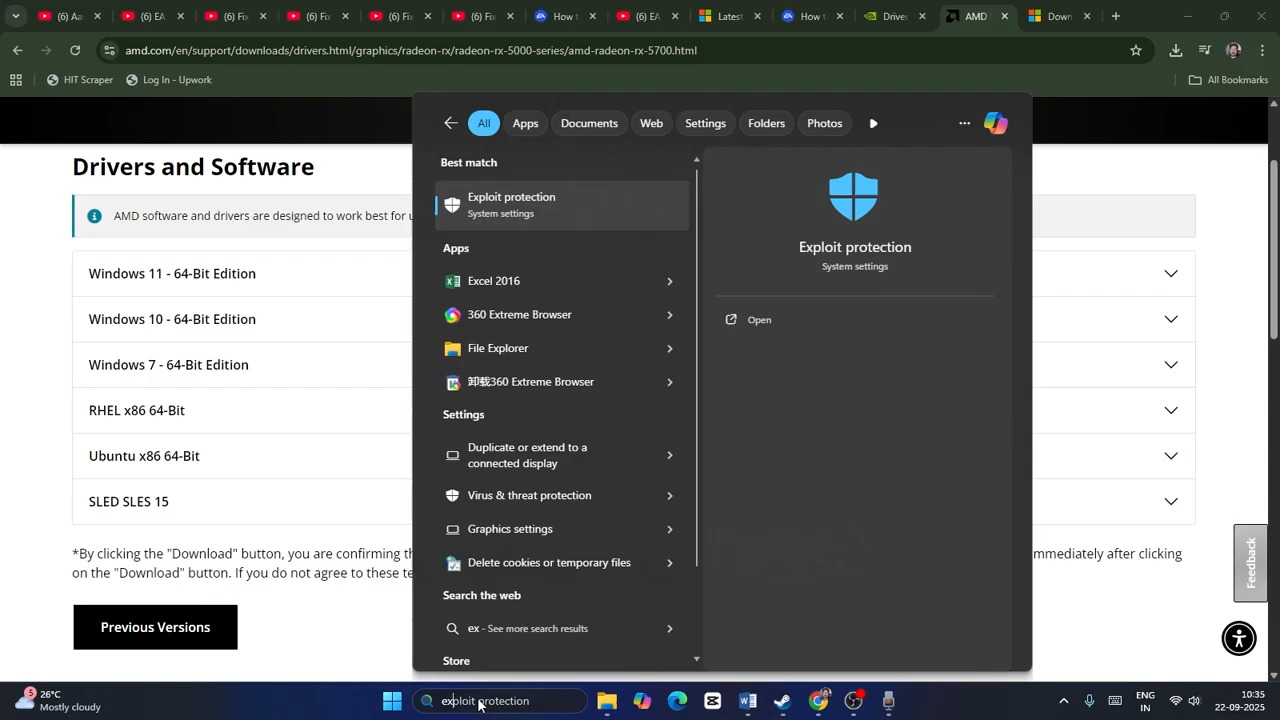 (6) Aa
EA
(6) Fi
(6) Fi
(6) Fix
(6) Fix
How t
(6) EA
Latest
How t
Driver
AMD
Down
amd.com/en/support/downloads/drivers.html/graphics/radeon-rx/radeon-rx-5000-series/amd-radeon-rx-5700.html
HIT Scraper
Log In - Upwork
All Bookmarks
Drivers and Software
AMD software and drivers are designed to work best for u
Windows 11 - 64-Bit Edition
Windows 10 - 64-Bit Edition
Windows 7 - 64-Bit Edition
RHEL x86 64-Bit
Ubuntu x86 64-Bit
SLED SLES 15
*By clicking the "Download" button, you are confirming th
immediately after clicking
on the "Download" button. If you do not agree to these te
Previous Versions
Feedback
All
Apps
Documents
Web
Settings
Folders
Photos
Best match
Exploit protection
System settings
Apps
Excel 2016
360 Extreme Browser
File Explorer
卸载360 Extreme Browser
Settings
Duplicate or extend to a
connected display
Virus & threat protection
Graphics settings
Delete cookies or temporary files
Search the web
ex - See more search results
Store
Exploit protection
System settings
Open
5
26°C
Mostly cloudy
exploit protection
ENG
IN
10:35
22-09-2025